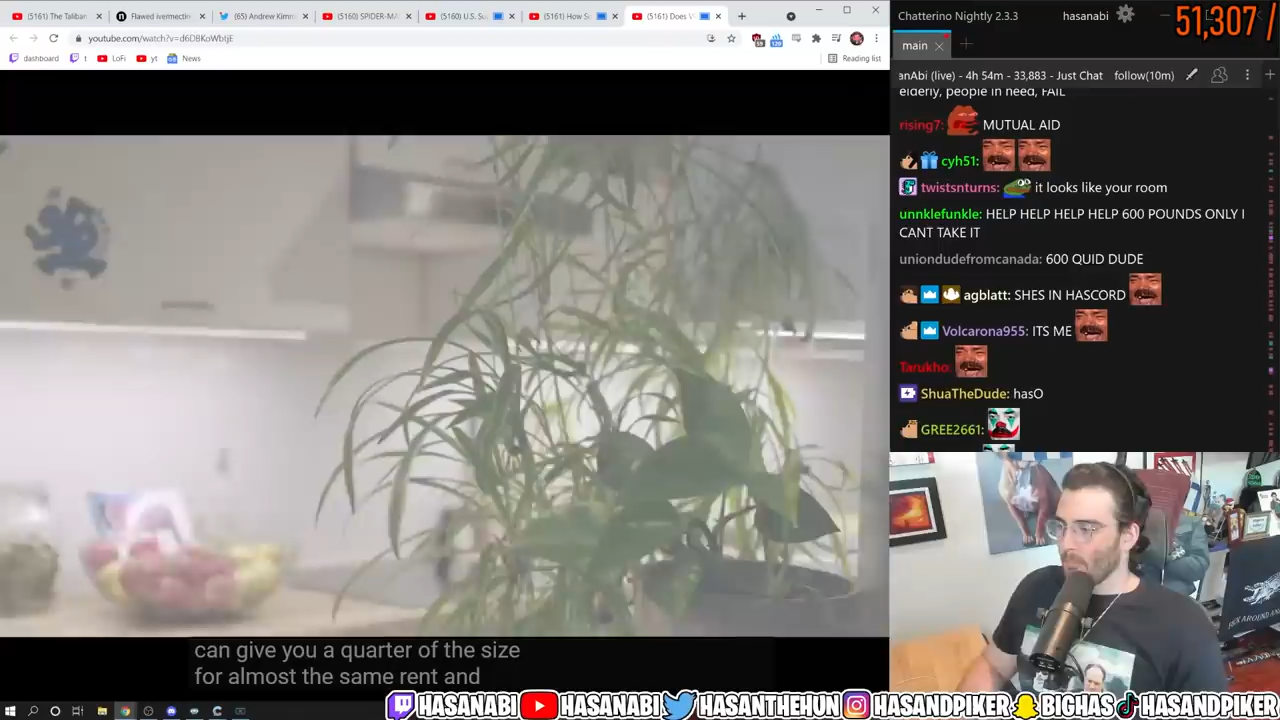 (5161) The Taliban
Flawed ivermectin
(65) Andrew Kimm
(5160) SPIDER-MA
(5160) U.S. Su
(5161) How S
(5161) Does V
youtube.com/watch?v=d6DBKoWbtjE
dashboard
t
LoFi
yt
News
Reading list
can give you a quarter of the size
for almost the same rent and
Chatterino Nightly 2.3.3
hasanabi
51,307 /
main
anAbi (live) - 4h 54m - 33,883 - Just Chat
follow(10m)
elderly, people in need, FAIL
rising7: MUTUAL AID
cyh51:
twistsnturns: it looks like your room
unnklefunkle: HELP HELP HELP HELP 600 POUNDS ONLY I
CANT TAKE IT
uniondudefromcanada: 600 QUID DUDE
agblatt: SHES IN HASCORD
Volcarona955: ITS ME
Tarukho:
ShuaTheDude: hasO
GREE2661:
HASANABI HASANABI HASANTHEHUN HASANPIKER BIGHAS HASANDPIKER